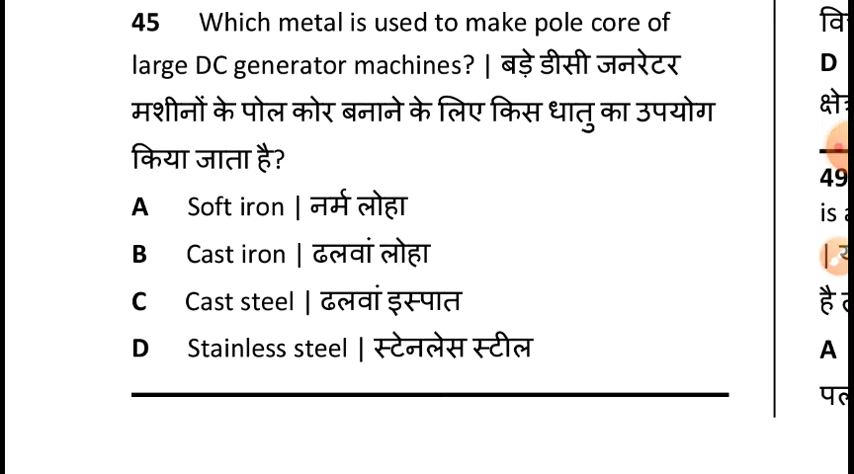 45 Which metal is used to make pole core of
large DC generator machines? | बड़े डीसी जनरेटर
मशीनों के पोल कोर बनाने के लिए किस धातु का उपयोग
किया जाता है?
A Soft iron | नर्म लोहा
B Cast iron | ढलवां लोहा
C Cast steel | ढलवां इस्पात
D Stainless steel | स्टेनलेस स्टील
D
49
is
है
A